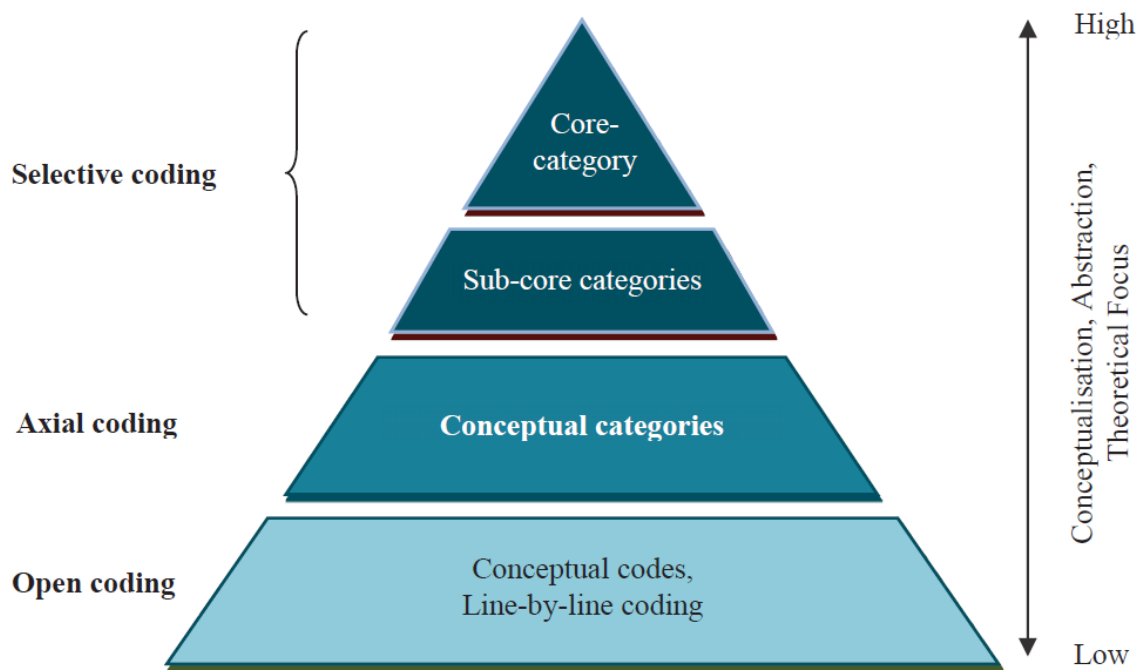 High
Core-
category
Selective coding
Sub-core categories
Conceptualisation, Abstraction,
Theoretical Focus
Axial coding
Conceptual categories
Open coding
Conceptual codes,
Line-by-line coding
Low